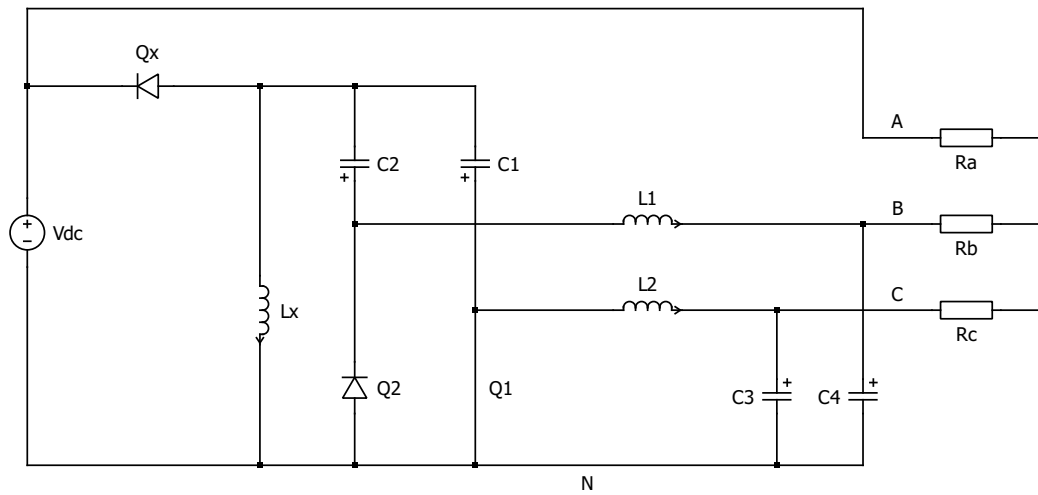 Qx
A
Ra
C2
C1
L1
B
Rb
+
−
Vdc
+
+
L2
C
Rc
Lx
Q2
Q1
C3
+
C4
+
N